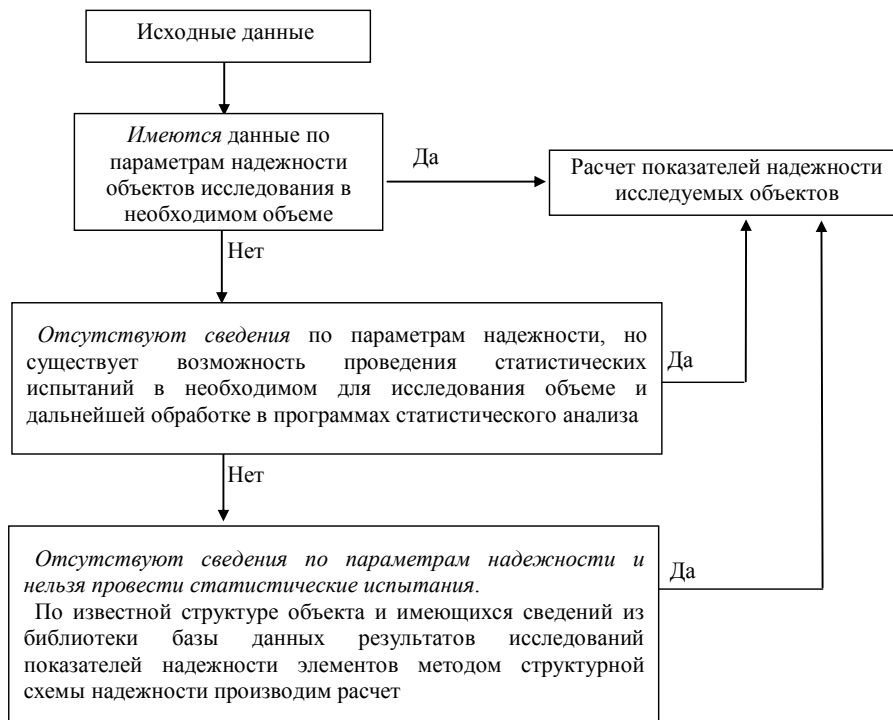 Исходные данные
Имеются данные по
параметрам надежности
объектов исследования в
необходимом объеме
Да
Расчет показателей надежности
исследуемых объектов
Нет
Отсутствуют сведения по параметрам надежности, но
существует возможность проведения статистических
испытаний в необходимом для исследования объеме и
дальнейшей обработке в программах статистического анализа
Да
Нет
Отсутствуют сведения по параметрам надежности и
нельзя провести статистические испытания.
По известной структуре объекта и имеющихся сведений из
библиотеки базы данных результатов исследований
показателей надежности элементов методом структурной
схемы надежности производим расчет
Да